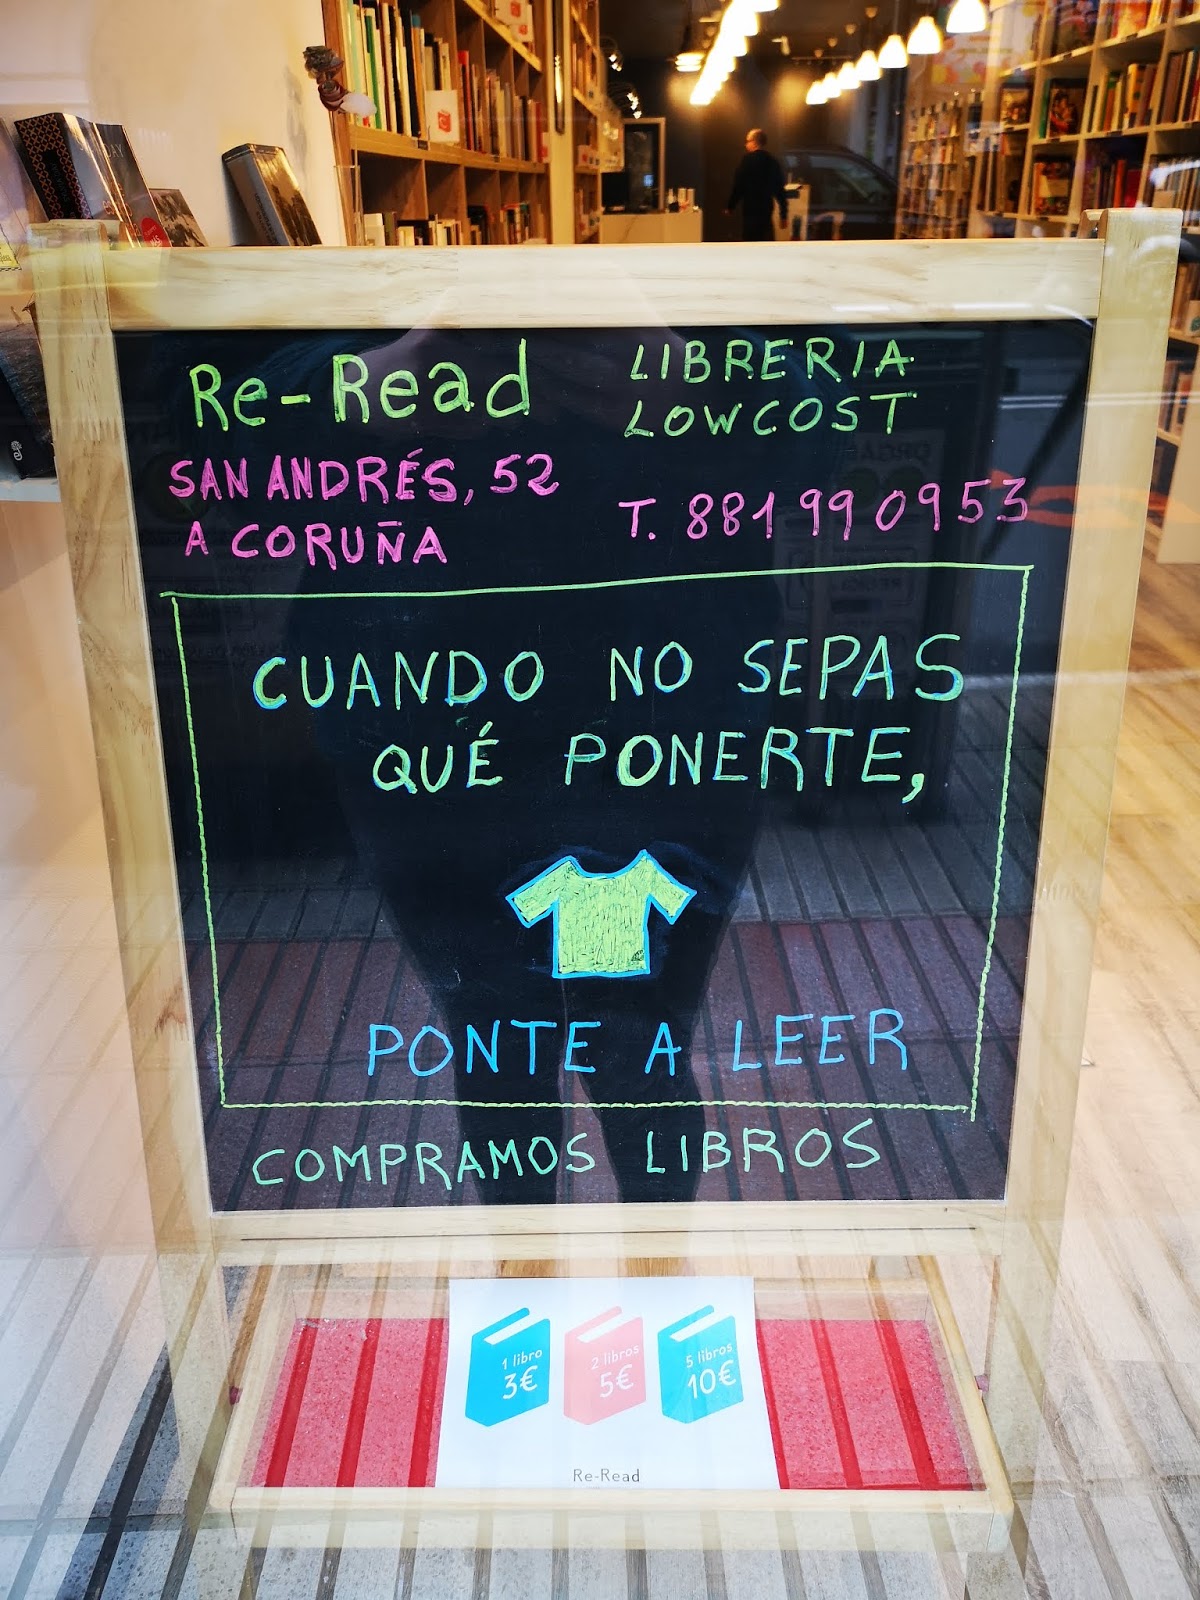 Re-Read
LIBRERIA
LOWCOST
SAN ANDRÉS, 52
A CORUÑA
T. 881 99 09 53
CUANDO NO SEPAS
QUÉ PONERTE,
PONTE A LEER
COMPRAMOS LIBROS
1 libro
3€
2 libros
5€
5 libros
10€
Re-Read